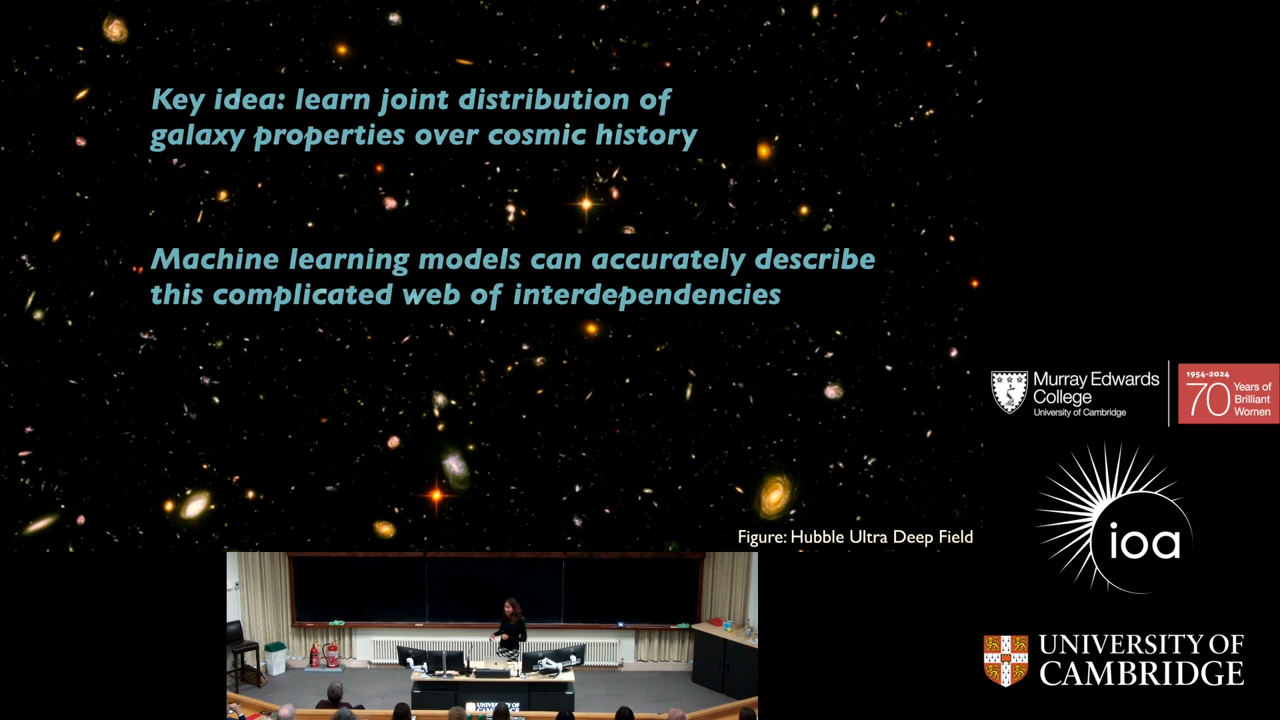 Key idea: learn joint distribution of
galaxy properties over cosmic history
Machine learning models can accurately describe
this complicated web of interdependencies
Figure: Hubble Ultra Deep Field
Murray Edwards
College
University of Cambridge
1954-2024
70
Years of
Brilliant
Women
ioa
UNIVERSITY OF
CAMBRIDGE
UNIVERSITY OF